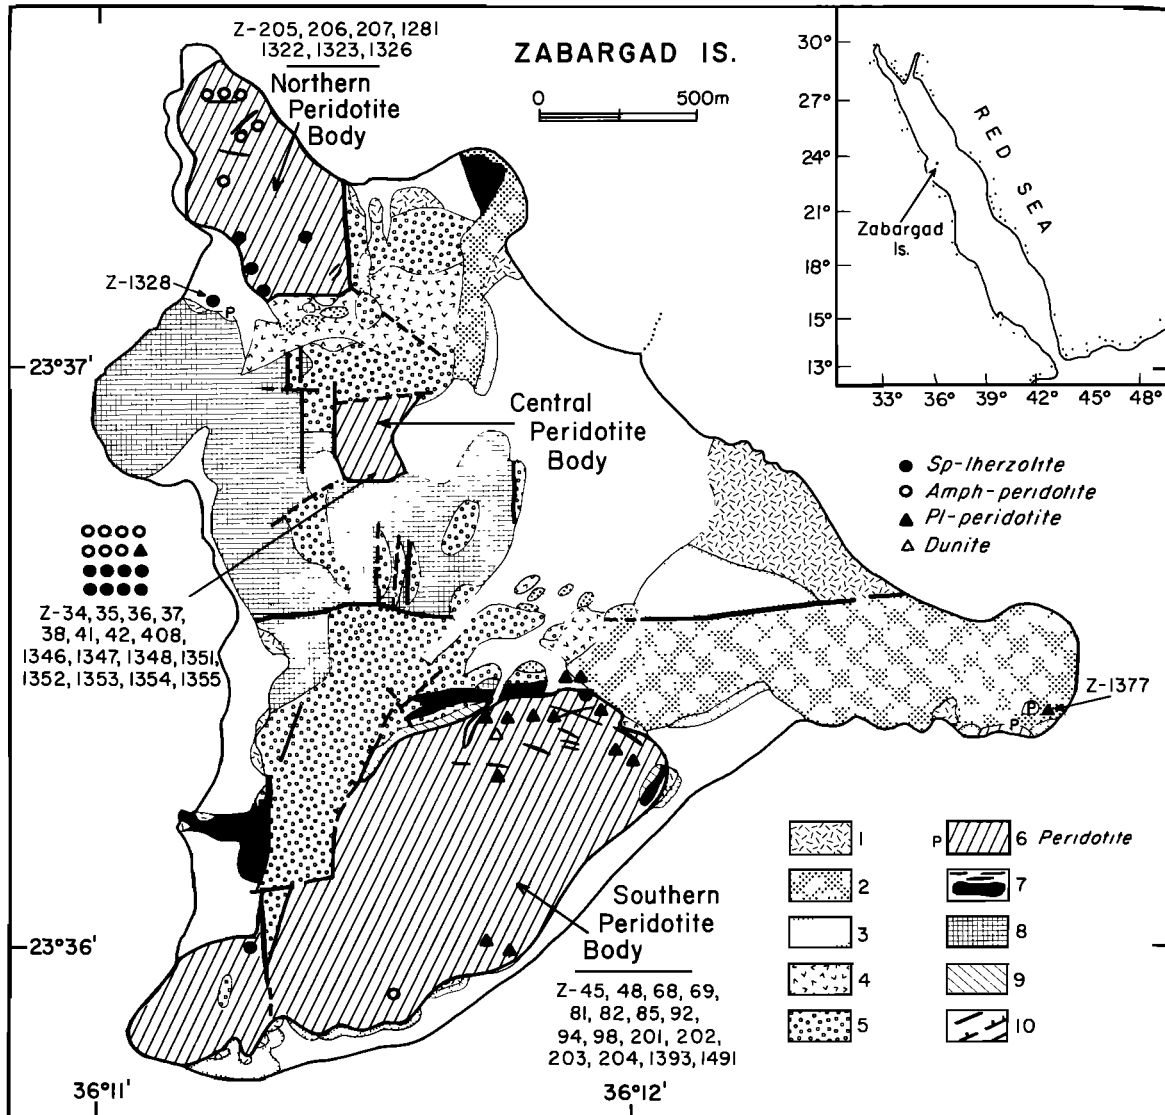 Z-205, 206, 207, 1281
1322, 1323, 1326
Northern
Peridotite
Body
ZABARGAD IS.
0 500m
30°
27°
24°
21°
18°
15°
13°
33° 36° 39° 42° 45° 48°
RED SEA
Zabargad
Is.
Z-1328
P
23°37'
Central
Peridotite
Body
Sp-lherzolite
Amph-peridotite
Pl-peridotite
Dunite
Z-34, 35, 36, 37,
38, 41, 42, 408,
1346, 1347, 1348, 1351,
1352, 1353, 1354, 1355
Z-1377
P
P
23°36'
Southern
Peridotite
Body
Z-45, 48, 68, 69,
81, 82, 85, 92,
94, 98, 201, 202,
203, 204, 1393, 1491
1
2
3
4
5
P 6 Peridotite
7
8
9
10
36°11' 36°12'